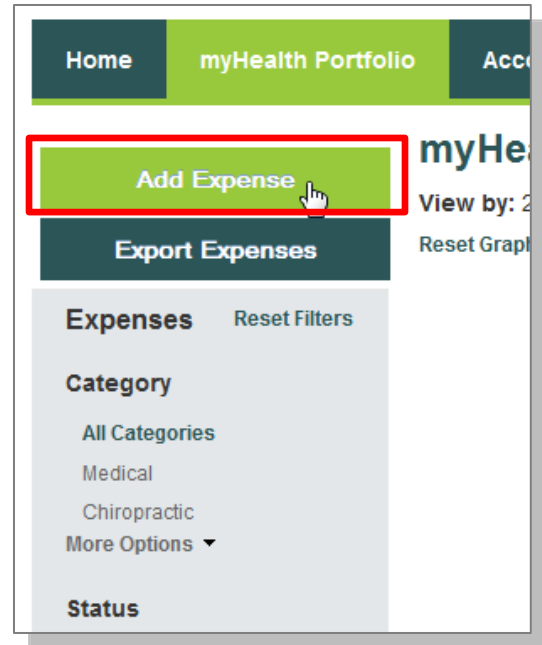 Home myHealth Portfolio
Add Expense
Export Expenses
View by:
Reset
Expenses Reset Filters
Category
All Categories
Medical
Chiropractic
More Options
Status